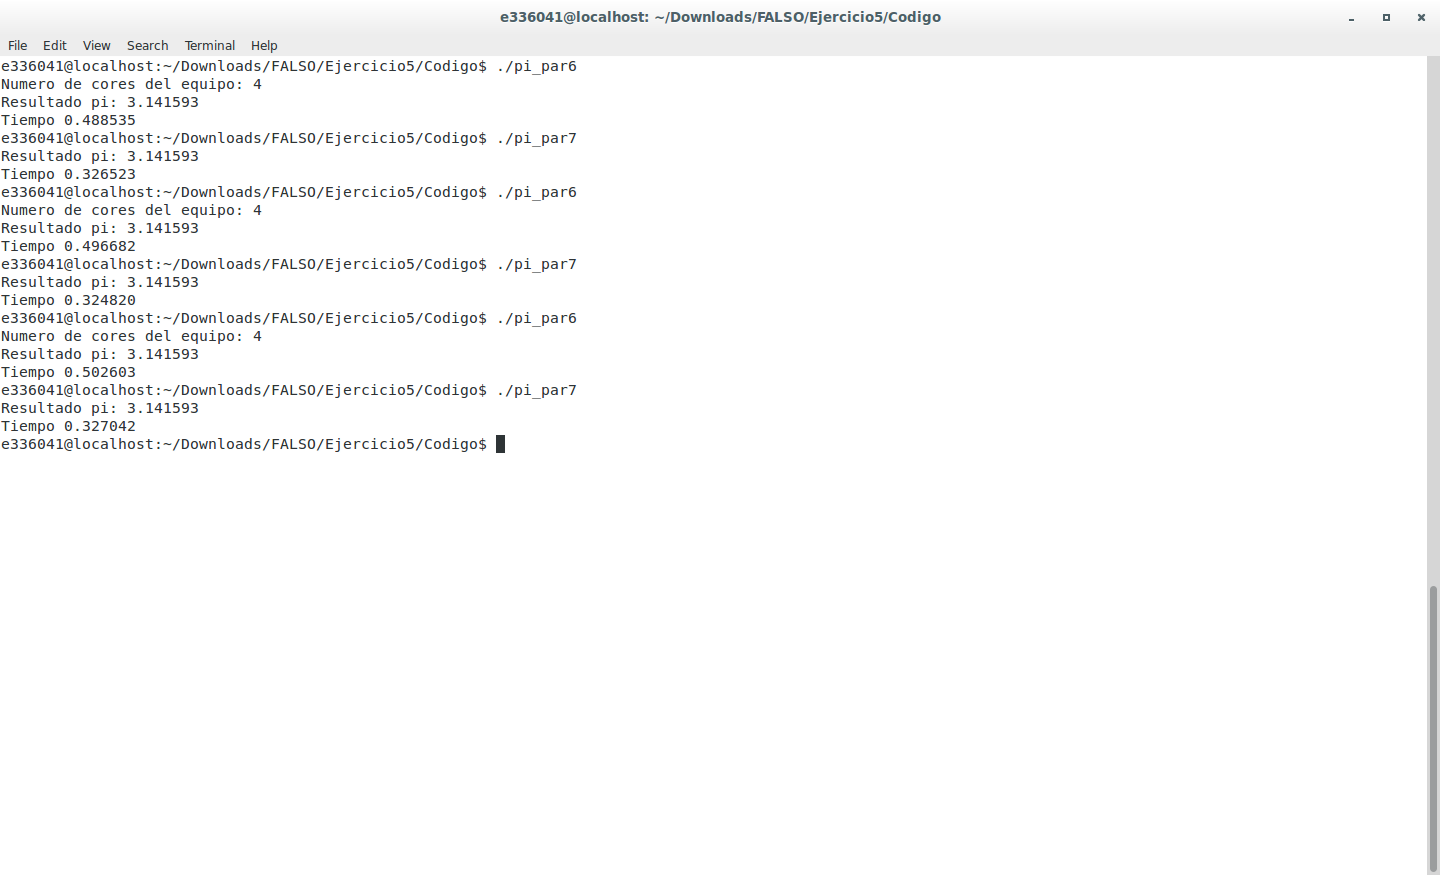 e336041@localhost: ~/Downloads/FALSO/Ejercicio5/Codigo
File Edit View Search Terminal Help
e336041@localhost:~/Downloads/FALSO/Ejercicio5/Codigo$ ./pi_par6
Numero de cores del equipo: 4
Resultado pi: 3.141593
Tiempo 0.488535
e336041@localhost:~/Downloads/FALSO/Ejercicio5/Codigo$ ./pi_par7
Resultado pi: 3.141593
Tiempo 0.326523
e336041@localhost:~/Downloads/FALSO/Ejercicio5/Codigo$ ./pi_par6
Numero de cores del equipo: 4
Resultado pi: 3.141593
Tiempo 0.496682
e336041@localhost:~/Downloads/FALSO/Ejercicio5/Codigo$ ./pi_par7
Resultado pi: 3.141593
Tiempo 0.324820
e336041@localhost:~/Downloads/FALSO/Ejercicio5/Codigo$ ./pi_par6
Numero de cores del equipo: 4
Resultado pi: 3.141593
Tiempo 0.502603
e336041@localhost:~/Downloads/FALSO/Ejercicio5/Codigo$ ./pi_par7
Resultado pi: 3.141593
Tiempo 0.327042
e336041@localhost:~/Downloads/FALSO/Ejercicio5/Codigo$